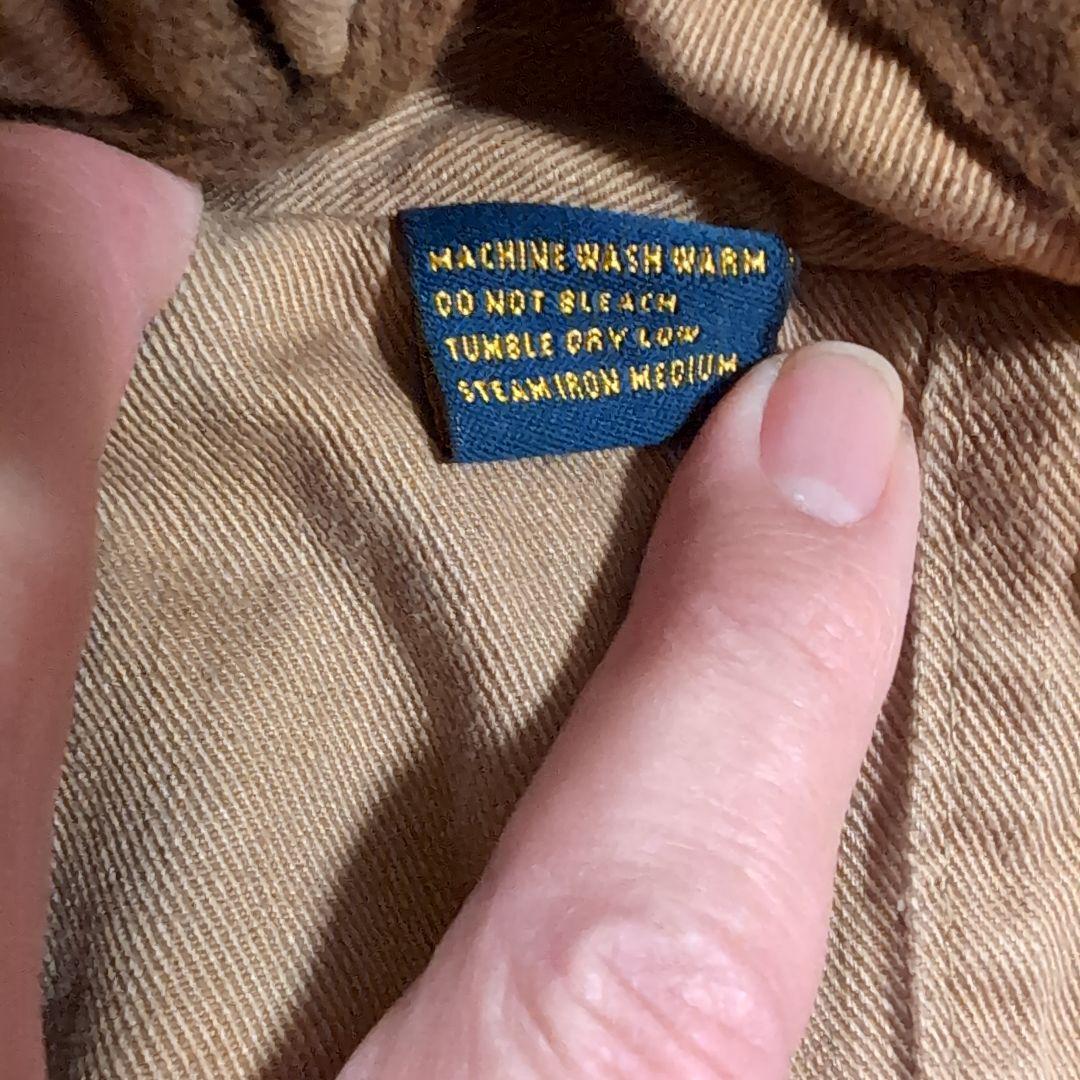 MACHINE WASH WARM
DO NOT BLEACH
TUMBLE DRY LOW
STEAM IRON MEDIUM